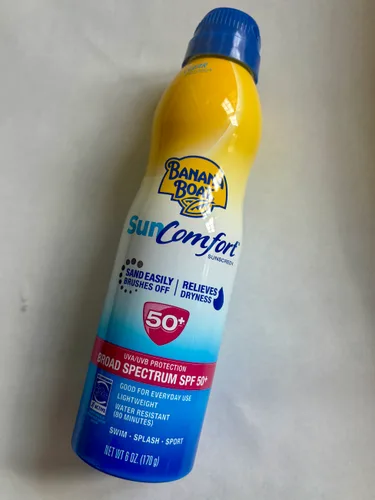 BANANA
BOAT
SunComfort
SUNSCREEN
SAND EASILY
BRUSHES OFF
RELIEVES
DRYNESS
50+
UVA/UVB PROTECTION
BROAD SPECTRUM SPF 50+
GOOD FOR EVERYDAY USE
LIGHTWEIGHT
WATER RESISTANT
(80 MINUTES)
SWIM • SPLASH • SPORT
NET WT 6 OZ. (170 g)